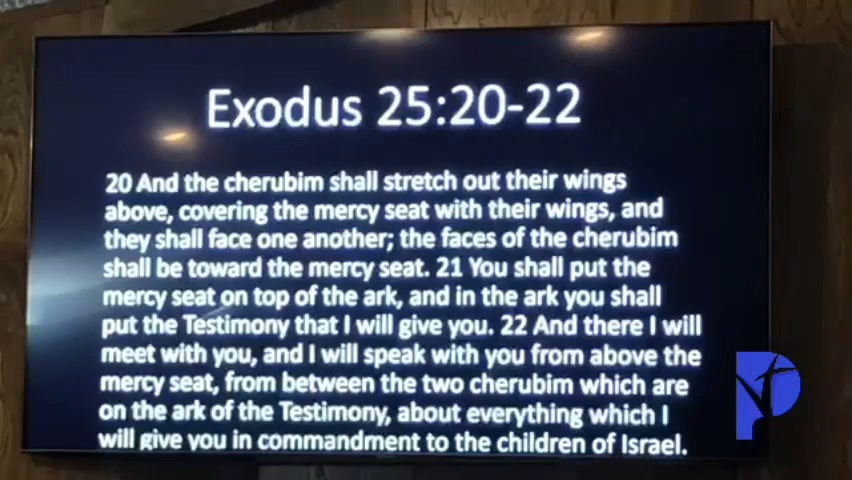 Exodus 25:20-22
20 And the cherubim shall stretch out their wings
above, covering the mercy seat with their wings, and
they shall face one another; the faces of the cherubim
shall be toward the mercy seat. 21 You shall put the
mercy seat on top of the ark, and in the ark you shall
put the Testimony that I will give you. 22 And there I will
meet with you, and I will speak with you from above the
mercy seat, from between the two cherubim which are
on the ark of the Testimony, about everything which I
will give you in commandment to the children of Israel.